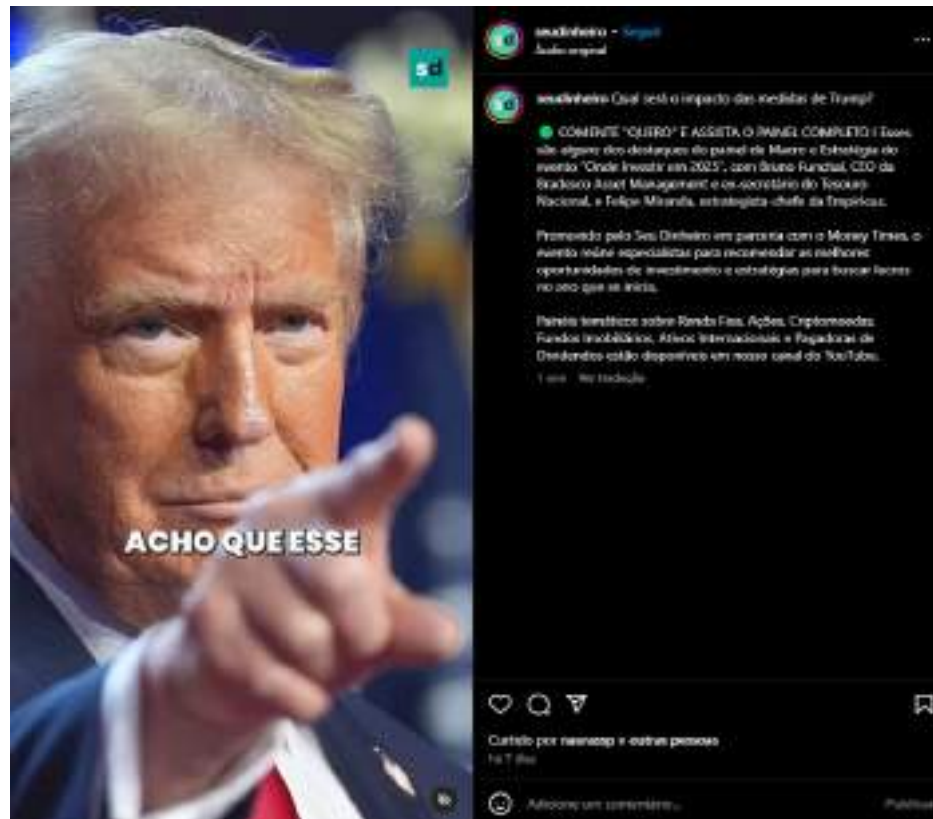 sd
ACHO QUE ESSE
seudinheiro • Seguir
Áudio original
seudinheiro Qual será o impacto das medidas de Trump?
COMENTE "QUERO" E ASSISTA O PAINEL COMPLETO! Esses
são alguns dos destaques do painel de Macro e Estratégia do
evento "Onde Investir em 2025", com Bruno Funchal, CEO da
Bradesco Asset Management e ex-secretário do Tesouro
Nacional, e Felipe Miranda, estrategista-chefe da Empiricus.
Promovido pelo Seu Dinheiro em parceria com o Money Times, o
evento reúne especialistas para recomendar as melhores
oportunidades de investimento e estratégias para buscar lucros
no ano que se inicia.
Painéis temáticos sobre Renda Fixa, Ações, Criptomoedas,
Fundos Imobiliários, Ativos Internacionais e Pagadoras de
Dividendos estão disponíveis em nosso canal do YouTube.
1 sem Ver tradução
Curtido por e outras pessoas
há 7 dias
Adicione um comentário...
Publicar